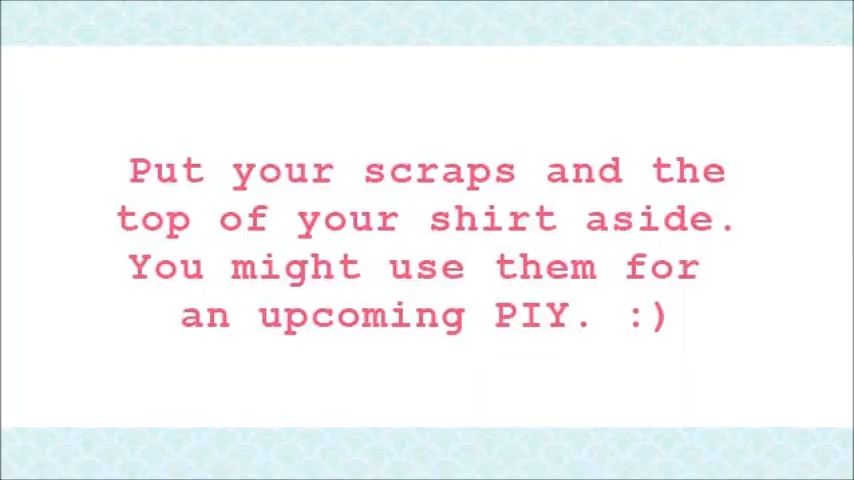 Put your scraps and the
top of your shirt aside.
You might use them for
an upcoming PIY. :)